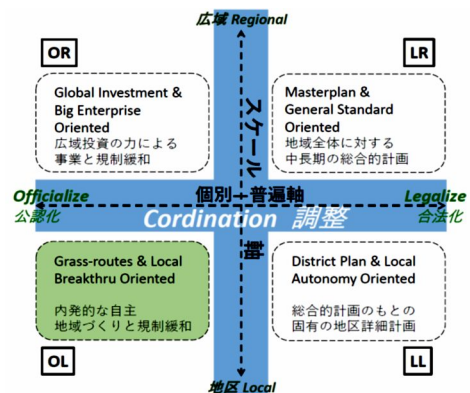 広域 Regional
OR
LR
Global Investment &
Big Enterprise
Oriented
広域投資の力による
事業と規制緩和
スケール
Masterplan &
General Standard
Oriented
地域全体に対する
中長期の総合的計画
Officialize
公認化
個別―普遍軸
Legalize
合法化
Cordination 調整
Grass-routes & Local
Breakthru Oriented
内発的な自主
地域づくりと規制緩和
軸
District Plan & Local
Autonomy Oriented
総合的計画のもとの
固有の地区詳細計画
OL
LL
地区 Local